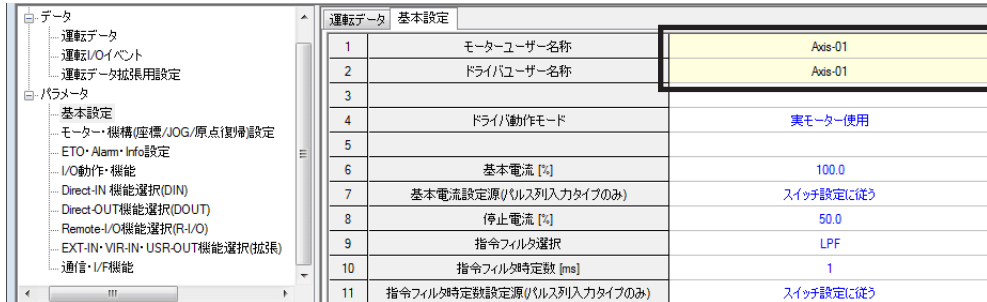 データ
運転データ
運転I/Oイベント
運転データ拡張用設定
パラメータ
基本設定
モーター・機構(座標/JOG/原点復帰)設定
ETO・Alarm・Info設定
I/O動作・機能
Direct-IN 機能選択(DIN)
Direct-OUT機能選択(DOUT)
Remote-I/O機能選択(R-I/O)
EXT-IN・VIR-IN・USR-OUT機能選択(拡張)
通信・I/F機能
運転データ 基本設定
1 モーターユーザー名称 Axis-01
2 ドライバユーザー名称 Axis-01
3
4 ドライバ動作モード 実モーター使用
5
6 基本電流 [%] 100.0
7 基本電流設定源(パルス列入力タイプのみ) スイッチ設定に従う
8 停止電流 [%] 50.0
9 指令フィルタ選択 LPF
10 指令フィルタ時定数 [ms] 1
11 指令フィルタ時定数設定源(パルス列入力タイプのみ) スイッチ設定に従う